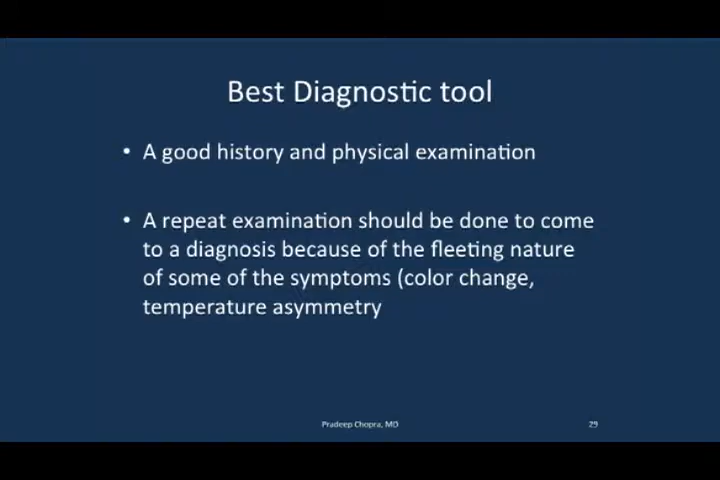 Best Diagnostic tool
• A good history and physical examination
• A repeat examination should be done to come
to a diagnosis because of the fleeting nature
of some of the symptoms (color change,
temperature asymmetry
Pradeep Chopra, MD
29